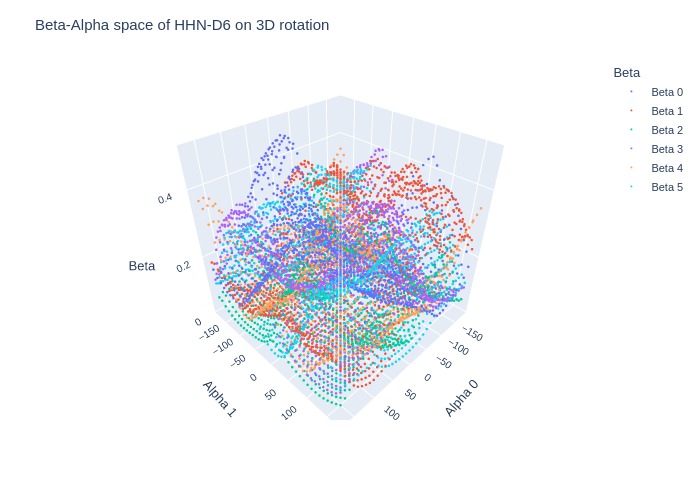 Beta-Alpha space of HHN-D6 on 3D rotation
Beta
Beta 0
Beta 1
Beta 2
Beta 3
Beta 4
Beta 5
0.4
0.2
0
Beta
−150
−100
−50
0
50
100
Alpha 1
−150
−100
−50
0
50
100
Alpha 0